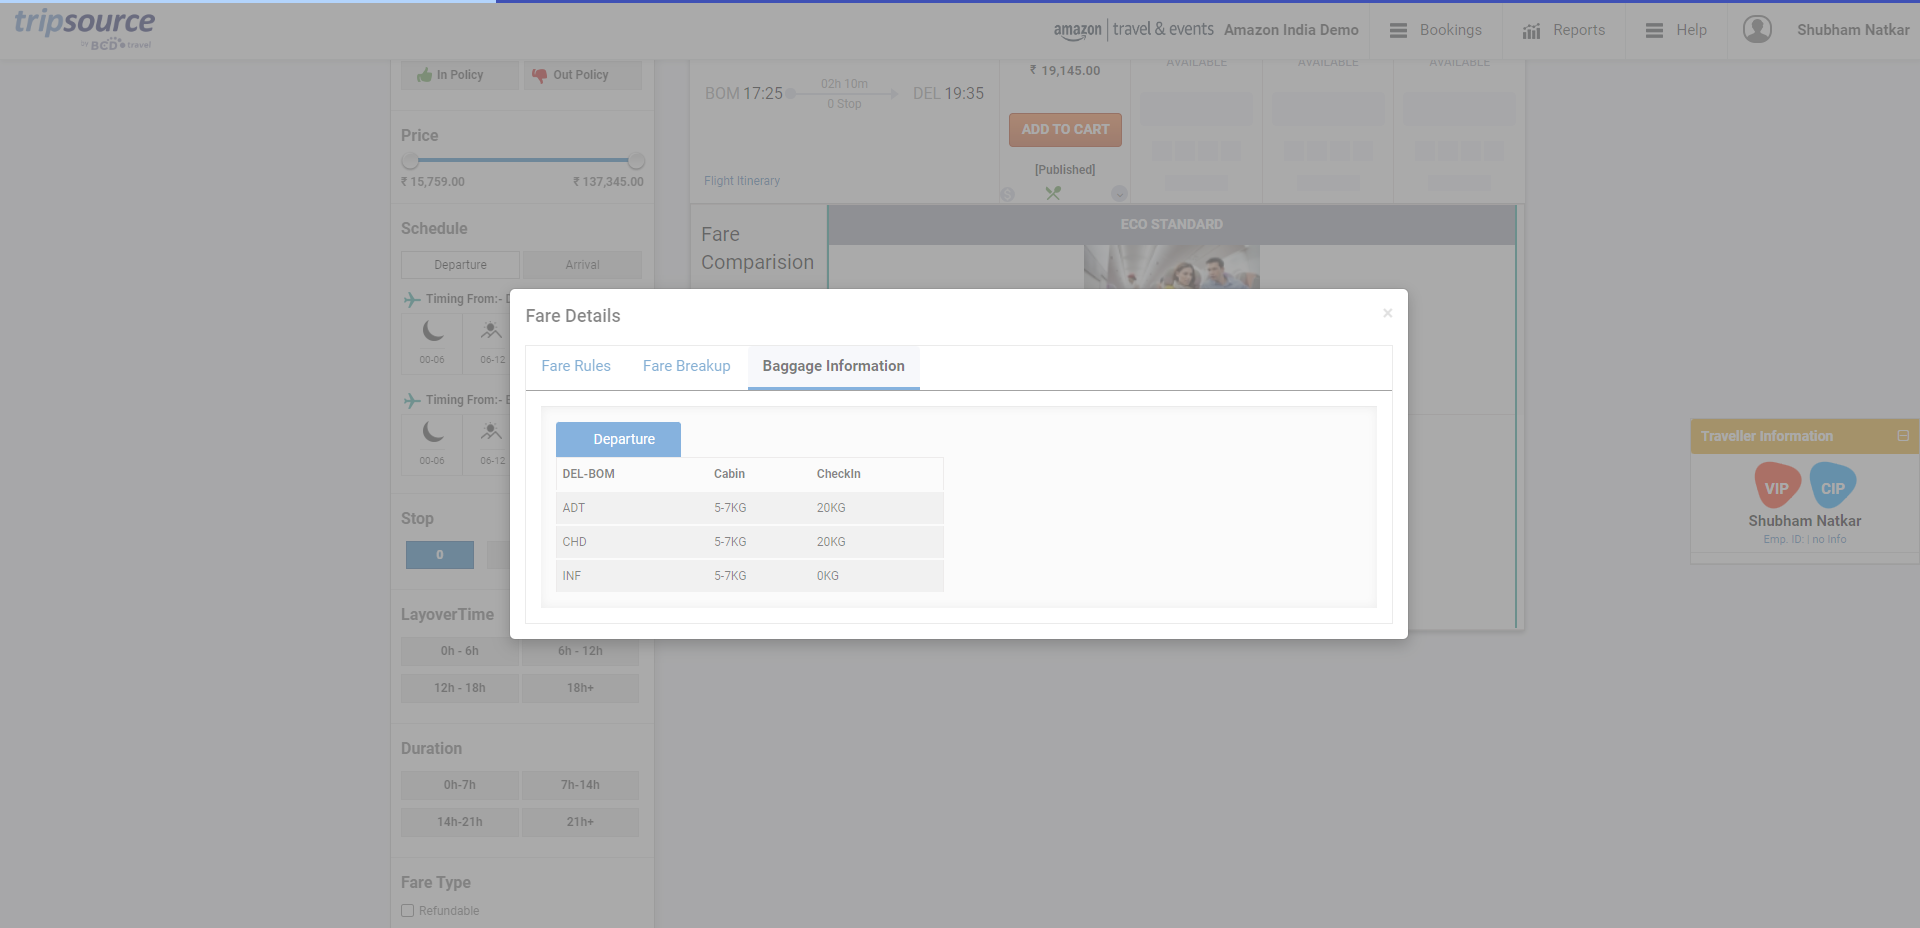 tripsource
by BCD travel
amazon travel & events Amazon India Demo
Bookings
Reports
Help
Shubham Natkar
In Policy
Out Policy
Price
₹ 15,759.00 ₹ 137,345.00
Schedule
Departure Arrival
Timing From:-
00-06 06-12
Timing From:-
00-06 06-12
Stop
0
LayoverTime
0h - 6h 6h - 12h
12h - 18h 18h+
Duration
0h-7h 7h-14h
14h-21h 21h+
Fare Type
Refundable
BOM 17:25
02h 10m
0 Stop
DEL 19:35
Flight Itinerary
₹ 19,145.00
ADD TO CART
[Published]
AVAILABLE AVAILABLE AVAILABLE
Fare
Comparision
ECO STANDARD
Fare Details
×
Fare Rules Fare Breakup Baggage Information
Departure
DEL-BOM Cabin CheckIn
ADT 5-7KG 20KG
CHD 5-7KG 20KG
INF 5-7KG 0KG
Traveller Information
VIP CIP
Shubham Natkar
Emp. ID: | no Info